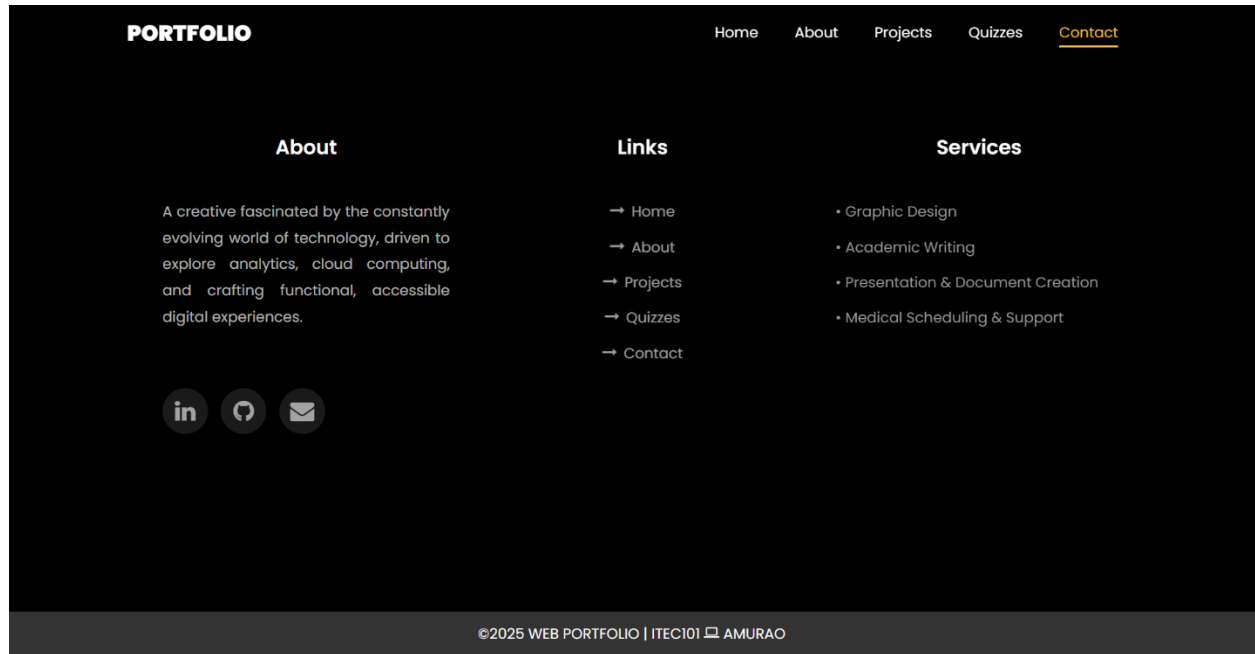 PORTFOLIO
Home About Projects Quizzes Contact
About
A creative fascinated by the constantly
evolving world of technology, driven to
explore analytics, cloud computing,
and crafting functional, accessible
digital experiences.
in
Links
→ Home
→ About
→ Projects
→ Quizzes
→ Contact
Services
• Graphic Design
• Academic Writing
• Presentation & Document Creation
• Medical Scheduling & Support
©2025 WEB PORTFOLIO | ITEC101 AMURAO